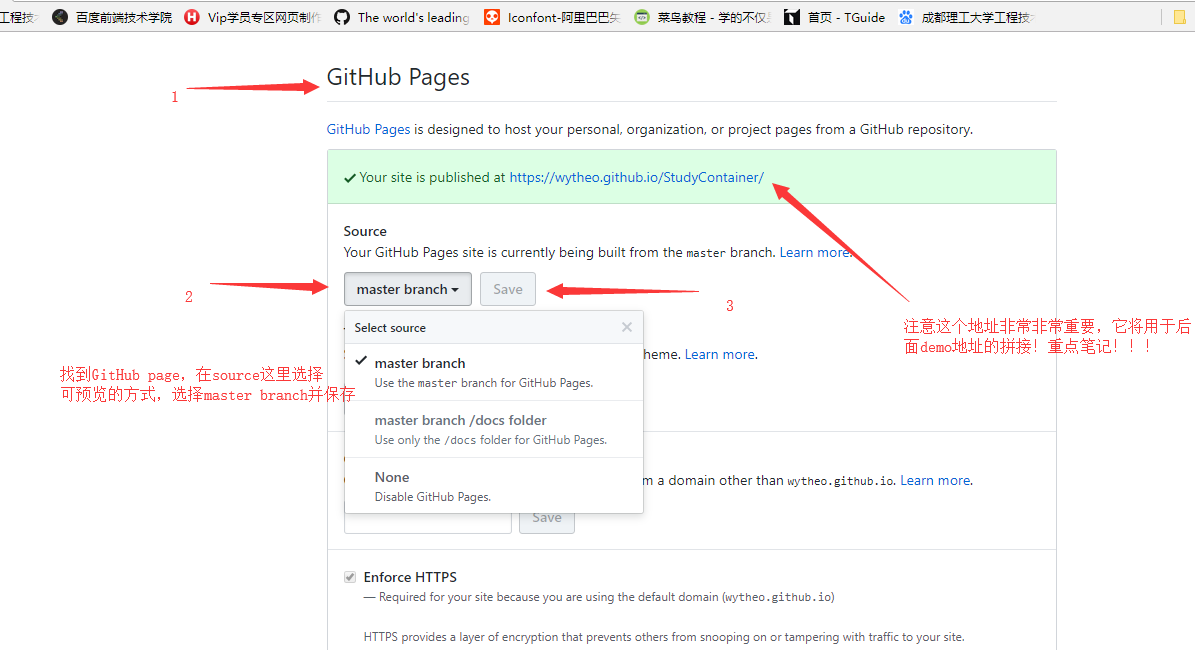 工程技 百度前端技术学院 Vip学员专区网页制作 The world's leading Iconfont-阿里巴巴矢 菜鸟教程 - 学的不仅是 首页 - TGuide 成都理工大学工程技
GitHub Pages
1
GitHub Pages is designed to host your personal, organization, or project pages from a GitHub repository.
Your site is published at https://wytheo.github.io/StudyContainer/
Source
Your GitHub Pages site is currently being built from the master branch. Learn more.
2
master branch
Save
3
Select source
注意这个地址非常非常重要，它将用于后
面demo地址的拼接！重点笔记！！！
heme. Learn more.
master branch
Use the master branch for GitHub Pages.
找到GitHub page，在source这里选择
可预览的方式，选择master branch并保存
master branch /docs folder
Use only the /docs folder for GitHub Pages.
None
Disable GitHub Pages.
m a domain other than wytheo.github.io. Learn more.
Save
Enforce HTTPS
— Required for your site because you are using the default domain (wytheo.github.io)
HTTPS provides a layer of encryption that prevents others from snooping on or tampering with traffic to your site.